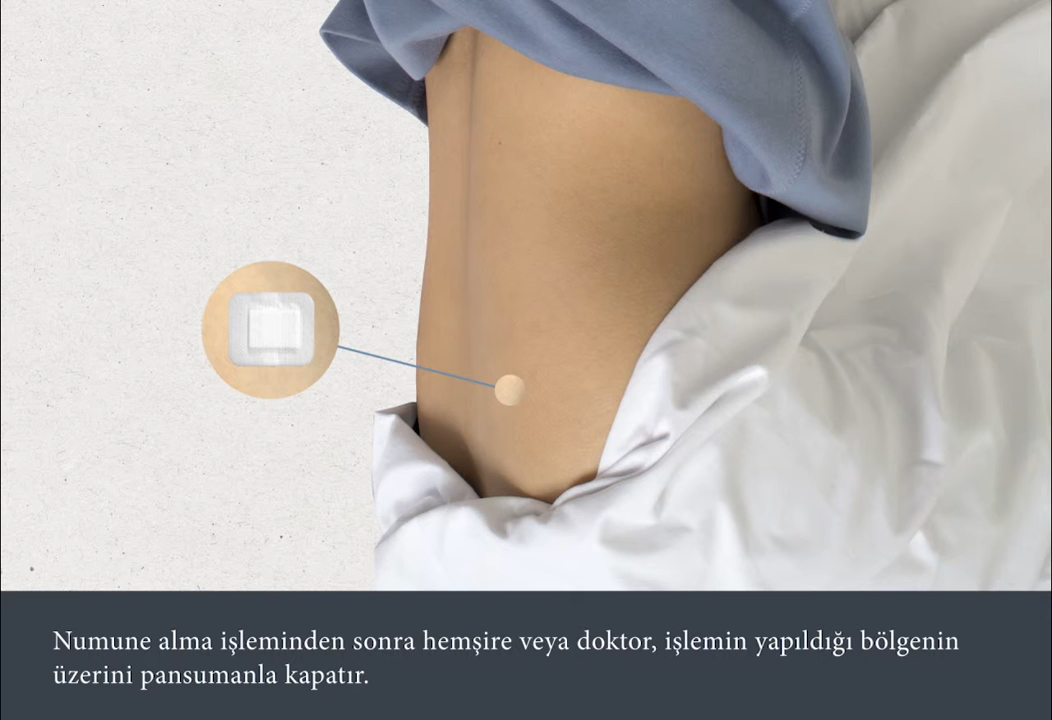 Numune alma işleminden sonra hemşire veya doktor, işlemin yapıldığı bölgenin
üzerini pansumanla kapatır.